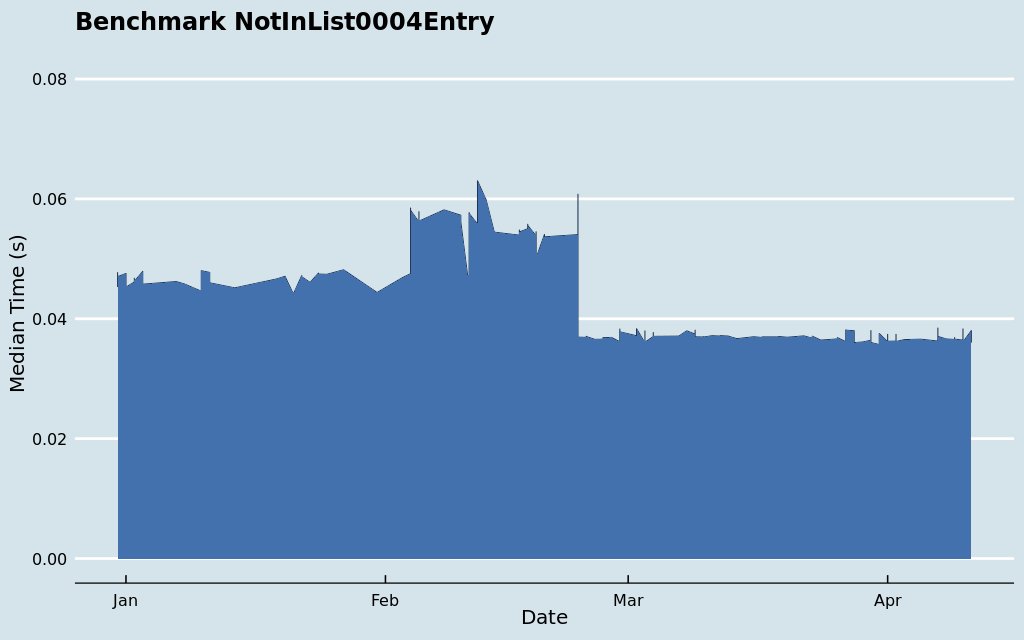 Benchmark NotInList0004Entry
0.08
0.06
0.04
0.02
0.00
Median Time (s)
Jan Feb Mar Apr
Date